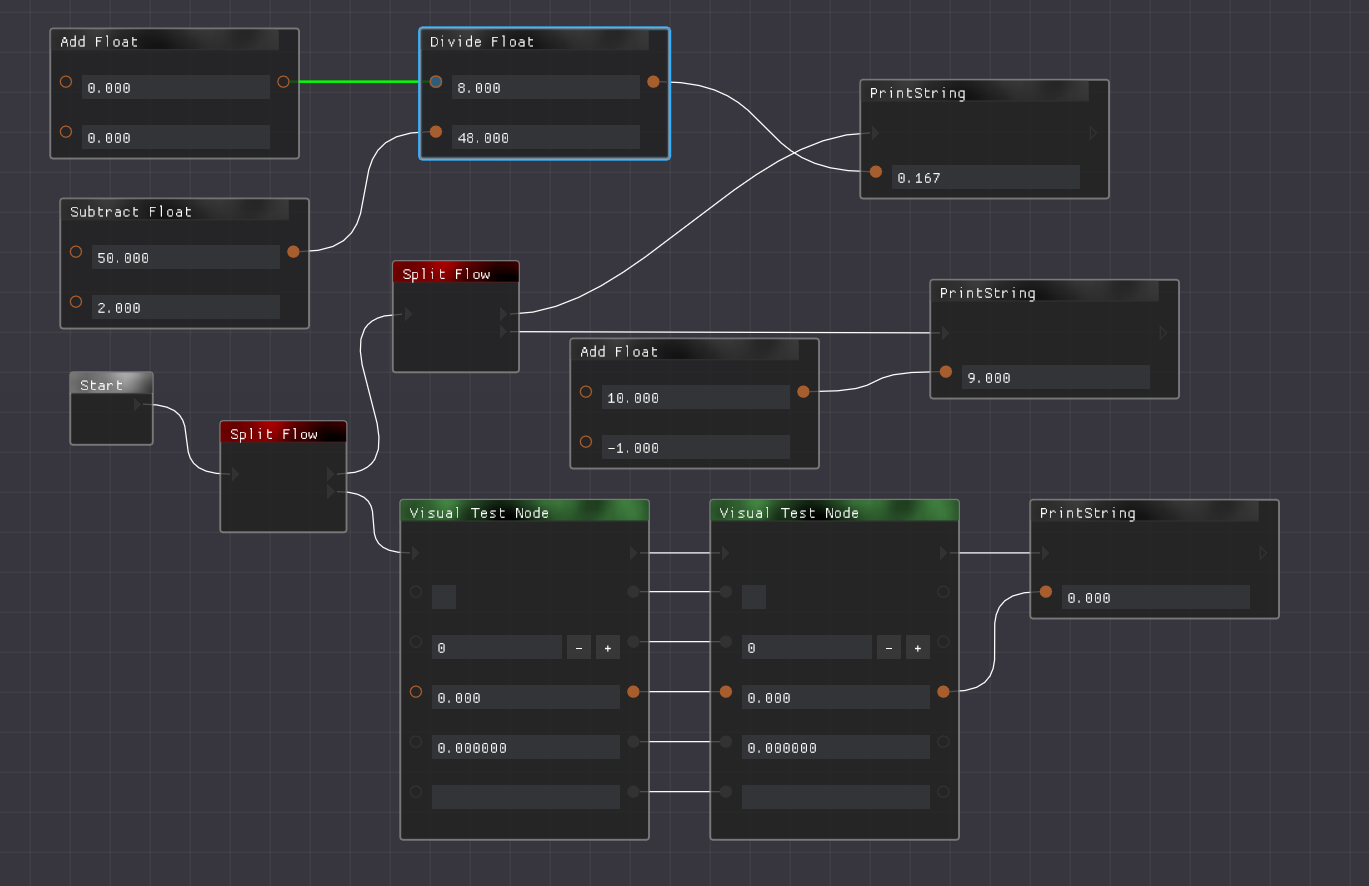 Add Float
0.000
0.000
Divide Float
8.000
48.000
PrintString
0.167
Subtract Float
50.000
2.000
Split Flow
PrintString
9.000
Add Float
10.000
-1.000
Start
Split Flow
Visual Test Node
0 - +
0.000
0.000000
Visual Test Node
0 - +
0.000
0.000000
PrintString
0.000